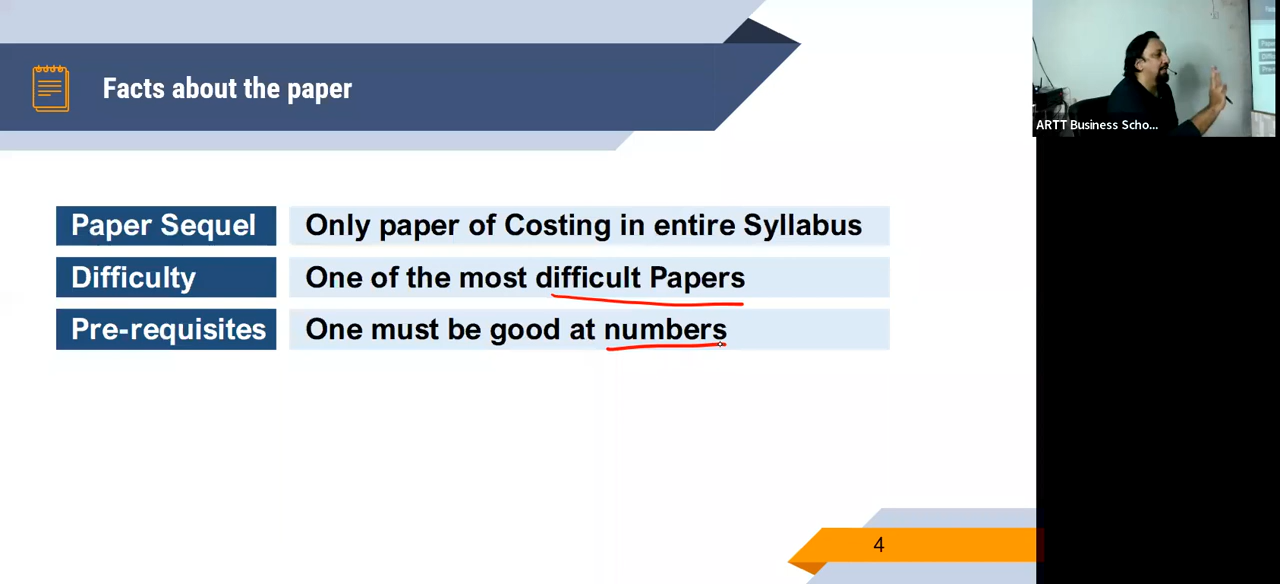 Facts about the paper
ARTT Business Scho...
Paper Sequel
Only paper of Costing in entire Syllabus
Difficulty
One of the most difficult Papers
Pre-requisites
One must be good at numbers
4